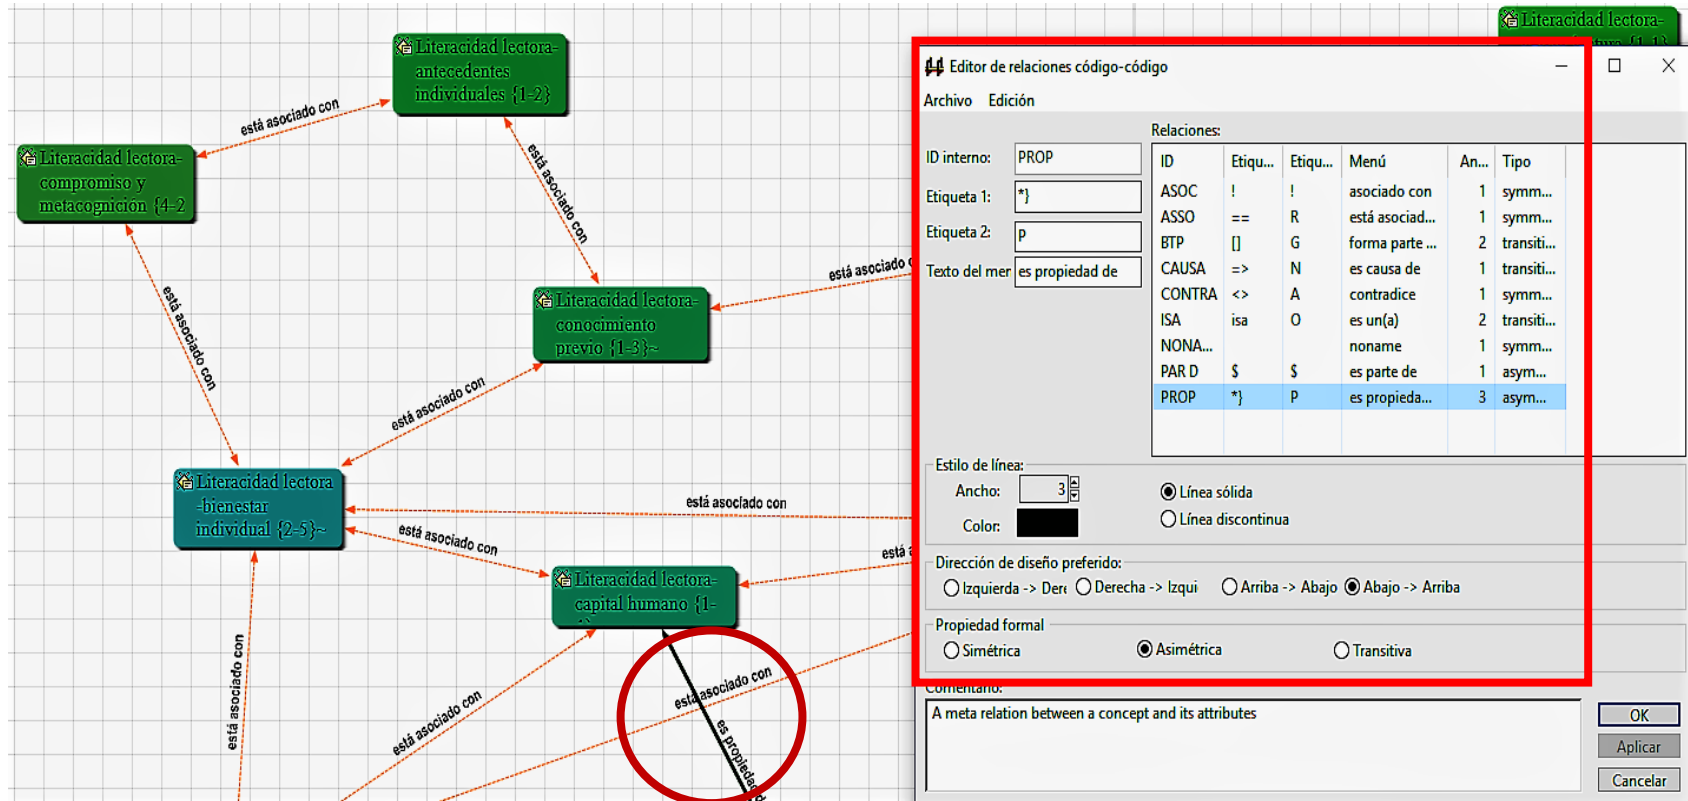 Literacidad lectora-
antecedentes
individuales {1-2}
está asociado con
Literacidad lectora-
compromiso y
metacognición {4-2
está asociado con
está asociado con
Literacidad lectora-
conocimiento
previo {1-3}~
está asociado
está asociado con
Literacidad lectora
-bienestar
individual {2-5}~
está asociado con
está asociado con
está
Literacidad lectora-
capital humano {1-
está asociado con
está asociado con
está asociado con
es propiedad d
Literacidad lectora-
Editor de relaciones código-código
Archivo Edición
ID interno: PROP
Etiqueta 1: *}
Etiqueta 2: P
Texto del mer es propiedad de
Relaciones:
ID Etiqu... Etiqu... Menú An... Tipo
ASOC ! ! asociado con 1 symm...
ASSO == R está asociad... 1 symm...
BTP [] G forma parte ... 2 transiti...
CAUSA => N es causa de 1 transiti...
CONTRA <> A contradice 1 symm...
ISA isa O es un(a) 2 transiti...
NONA... noname 1 symm...
PAR D $ $ es parte de 1 asym...
PROP *} P es propieda... 3 asym...
Estilo de línea:
Ancho: 3
Color:
Línea sólida
Línea discontinua
Dirección de diseño preferido:
Izquierda -> Dere Derecha -> Izqui Arriba -> Abajo Abajo -> Arriba
Propiedad formal
Simétrica Asimétrica Transitiva
Comentario:
A meta relation between a concept and its attributes
OK
Aplicar
Cancelar